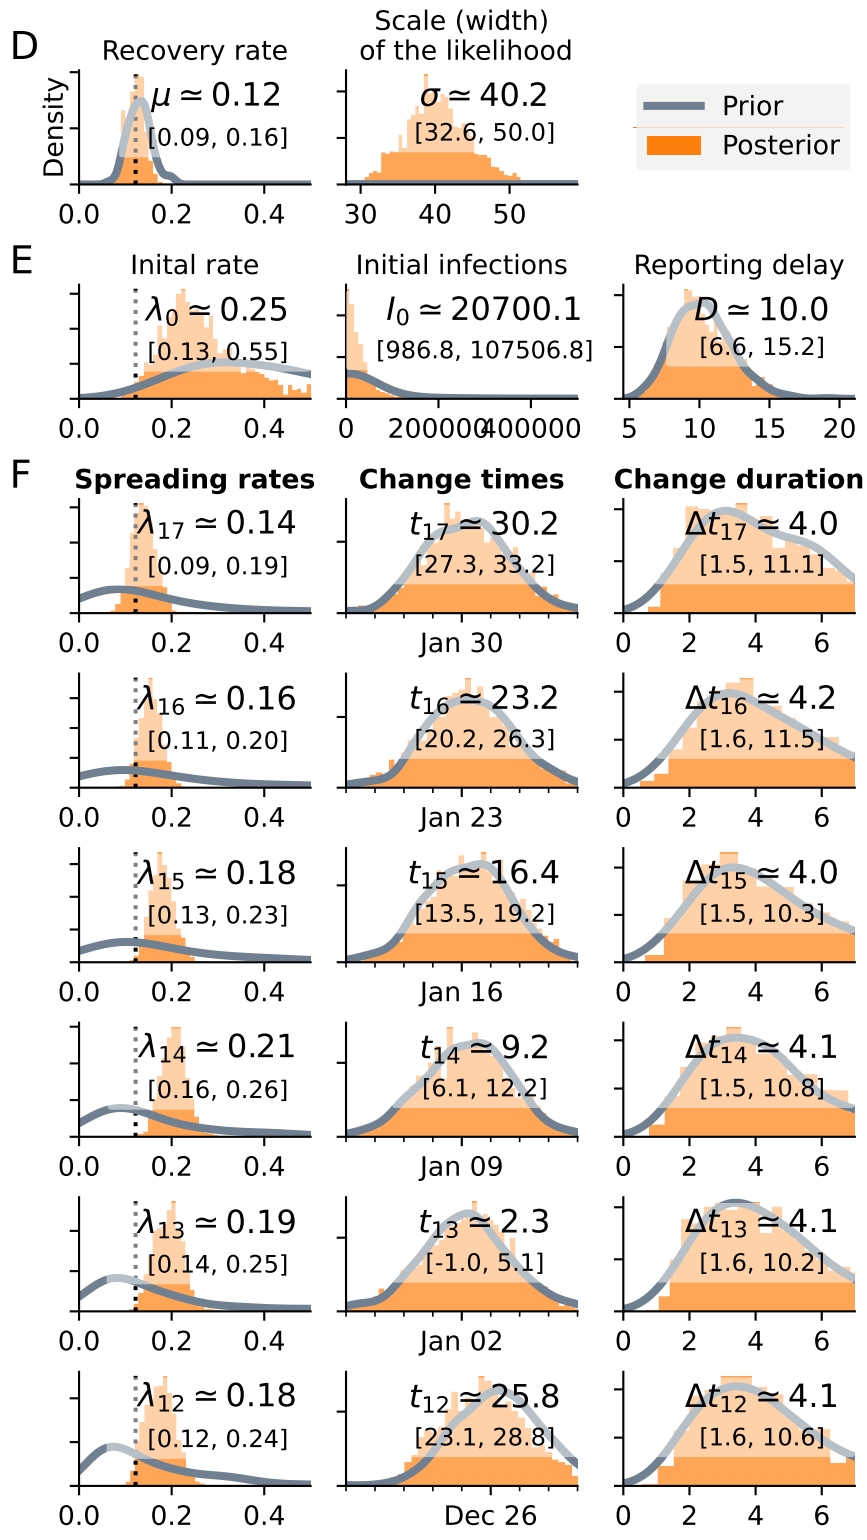 D
Recovery rate
Scale (width)
of the likelihood
Density
μ ≃ 0.12
[0.09, 0.16]
σ ≃ 40.2
[32.6, 50.0]
Prior
Posterior
0.0 0.2 0.4
30 40 50
E
Inital rate
Initial infections
Reporting delay
λ0 ≃ 0.25
[0.13, 0.55]
I0 ≃ 20700.1
[986.8, 107506.8]
D ≃ 10.0
[6.6, 15.2]
0.0 0.2 0.4
0 200000 400000
5 10 15 20
F
Spreading rates
Change times
Change duration
λ17 ≃ 0.14
[0.09, 0.19]
t17 ≃ 30.2
[27.3, 33.2]
Δt17 ≃ 4.0
[1.5, 11.1]
0.0 0.2 0.4
Jan 30
0 2 4 6
λ16 ≃ 0.16
[0.11, 0.20]
t16 ≃ 23.2
[20.2, 26.3]
Δt16 ≃ 4.2
[1.6, 11.5]
0.0 0.2 0.4
Jan 23
0 2 4 6
λ15 ≃ 0.18
[0.13, 0.23]
t15 ≃ 16.4
[13.5, 19.2]
Δt15 ≃ 4.0
[1.5, 10.3]
0.0 0.2 0.4
Jan 16
0 2 4 6
λ14 ≃ 0.21
[0.16, 0.26]
t14 ≃ 9.2
[6.1, 12.2]
Δt14 ≃ 4.1
[1.5, 10.8]
0.0 0.2 0.4
Jan 09
0 2 4 6
λ13 ≃ 0.19
[0.14, 0.25]
t13 ≃ 2.3
[-1.0, 5.1]
Δt13 ≃ 4.1
[1.6, 10.2]
0.0 0.2 0.4
Jan 02
0 2 4 6
λ12 ≃ 0.18
[0.12, 0.24]
t12 ≃ 25.8
[23.1, 28.8]
Δt12 ≃ 4.1
[1.6, 10.6]
0.0 0.2 0.4
Dec 26
0 2 4 6